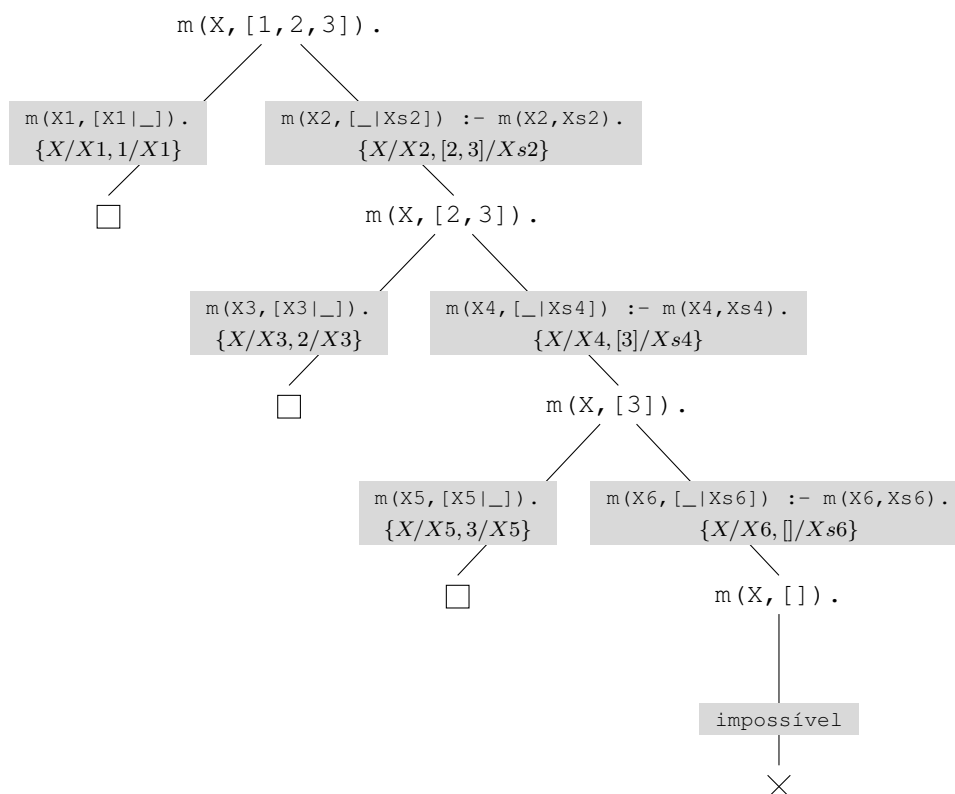 m(X,[1,2,3]).
m(X1,[X1|_]).
{X/X1, 1/X1}
m(X2,[_|Xs2]) :- m(X2,Xs2).
{X/X2, [2, 3]/Xs2}
m(X,[2,3]).
m(X3,[X3|_]).
{X/X3, 2/X3}
m(X4,[_|Xs4]) :- m(X4,Xs4).
{X/X4, [3]/Xs4}
m(X,[3]).
m(X5,[X5|_]).
{X/X5, 3/X5}
m(X6,[_|Xs6]) :- m(X6,Xs6).
{X/X6, []/Xs6}
m(X,[]).
impossível